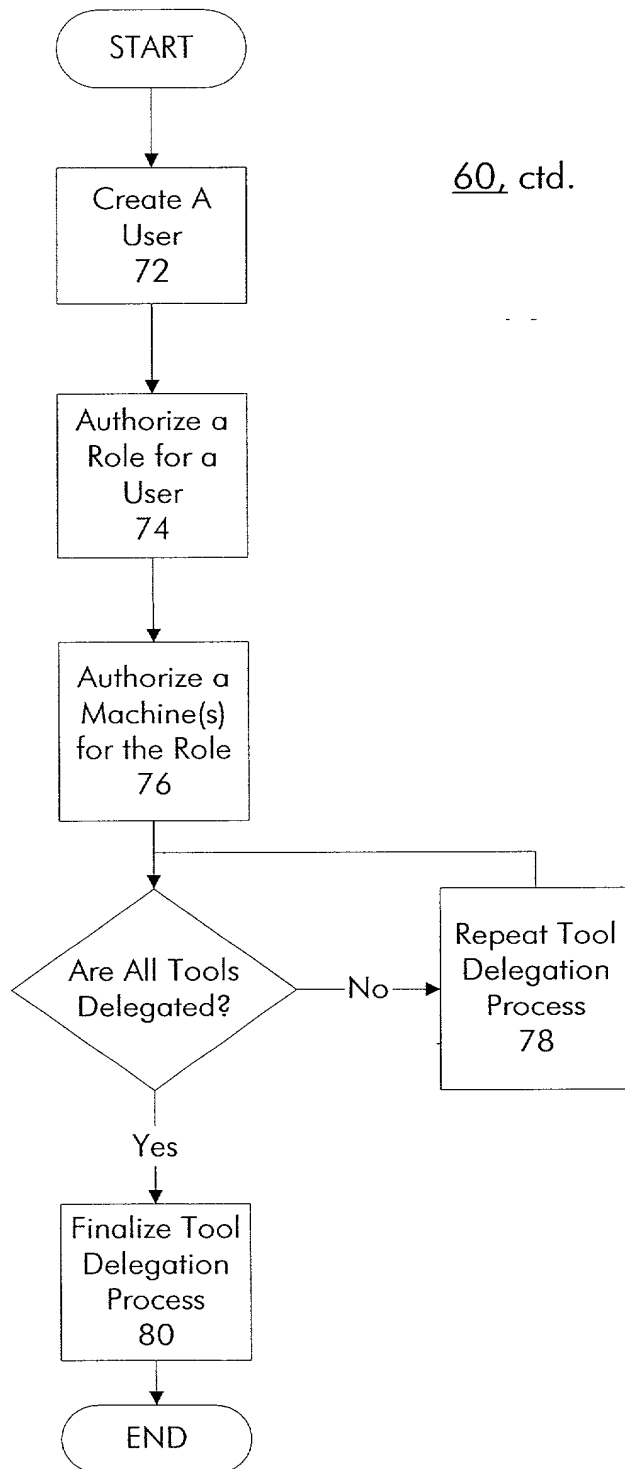 START
60, ctd.
Create A
User
72
Authorize a
Role for a
User
74
Authorize a
Machine(s)
for the Role
76
Are All Tools
Delegated?
No
Repeat Tool
Delegation
Process
78
Yes
Finalize Tool
Delegation
Process
80
END